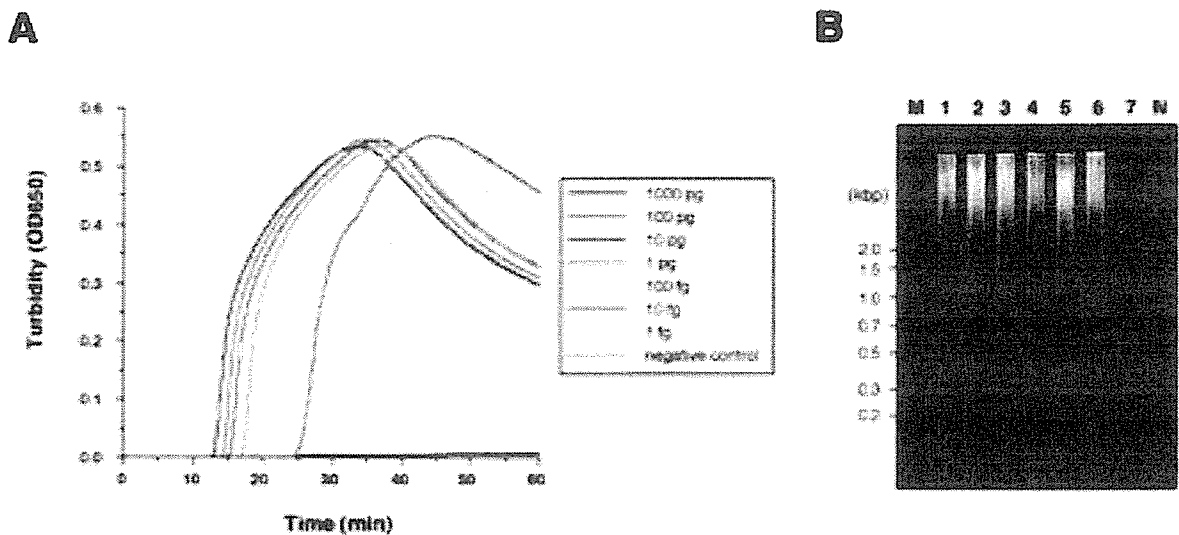 A
Turbidity (OD650)
0.6
0.5
0.4
0.3
0.2
0.1
0.0
0 10 20 30 40 50 60
Time (min)
1000 pg
100 pg
10 pg
1 pg
100 fg
10 fg
1 fg
negative control
B
M 1 2 3 4 5 6 7 N
(kbp)
2.0
1.5
1.0
0.7
0.5
0.3
0.2